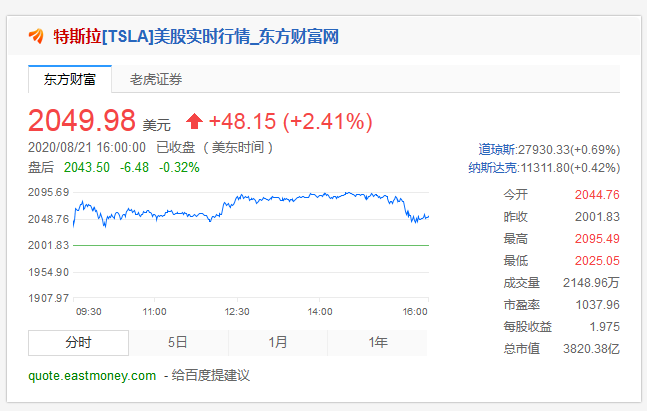 特斯拉[TSLA]美股实时行情_东方财富网
东方财富 老虎证券
2049.98 美元 +48.15 (+2.41%)
2020/08/21 16:00:00 已收盘 （美东时间）
盘后 2043.50 -6.48 -0.32%
道琼斯:27930.33(+0.69%)
纳斯达克:11311.80(+0.42%)
2095.69
2048.76
2001.83
1954.90
1907.97
09:30 11:00 12:30 14:00 16:00
今开 2044.76
昨收 2001.83
最高 2095.49
最低 2025.05
成交量 2148.96万
市盈率 1037.96
每股收益 1.975
总市值 3820.38亿
分时 5日 1月 1年
quote.eastmoney.com - 给百度提建议